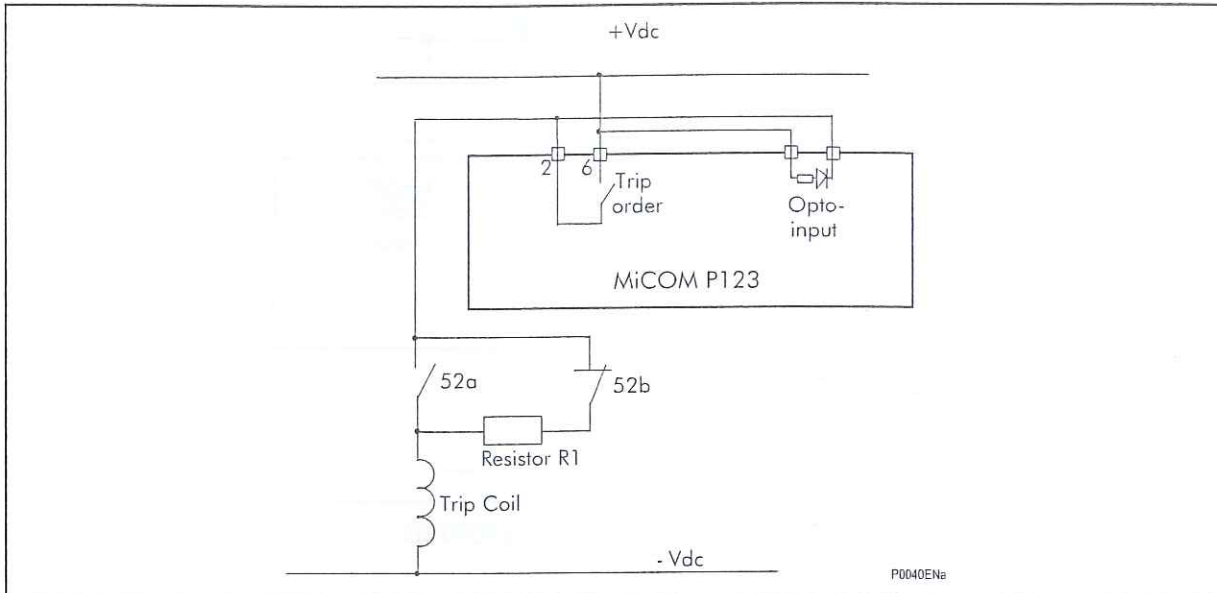 +Vdc
2
6
Trip
order
Opto-
input
MiCOM P123
52a
52b
Resistor R1
Trip Coil
- Vdc
P0040ENa